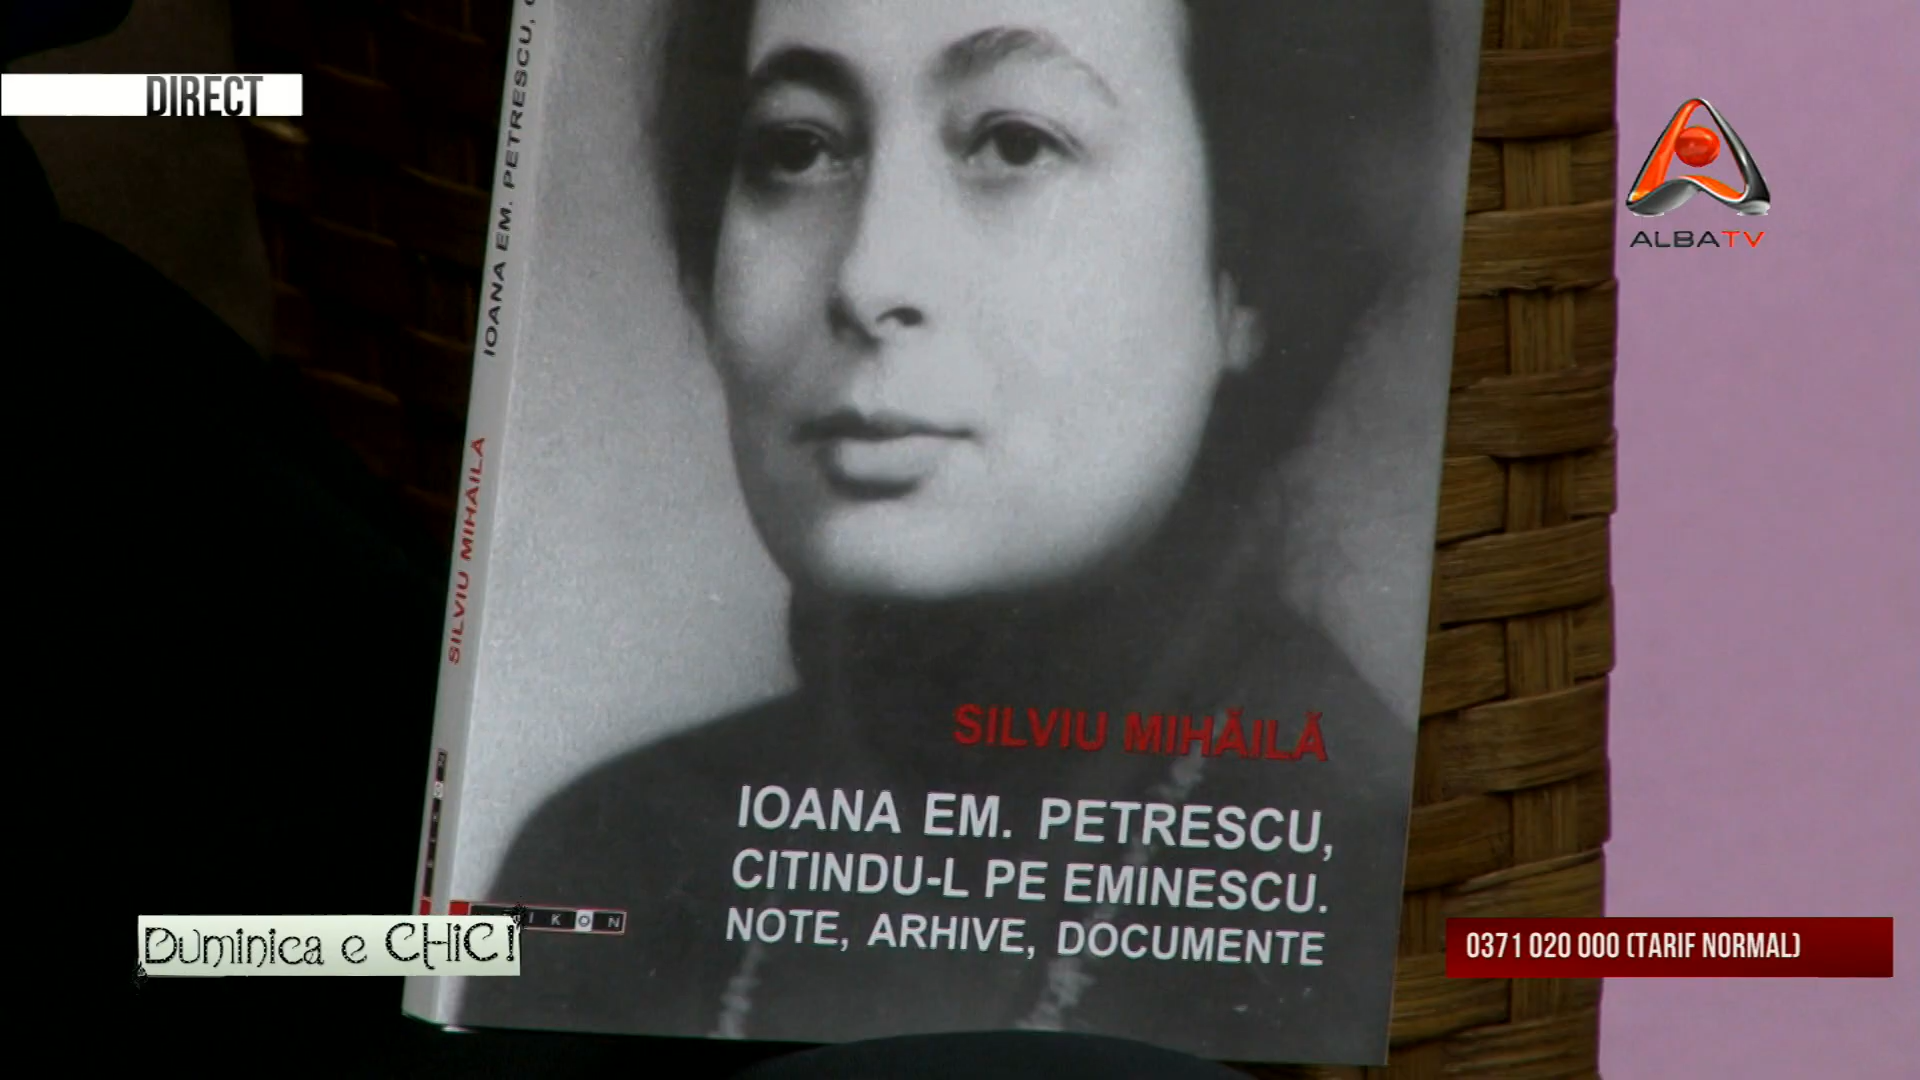 DIRECT
ALBATV
IOANA EM. PETRESCU,
SILVIU MIHĂILĂ
SILVIU MIHĂILĂ
IOANA EM. PETRESCU,
CITINDU-L PE EMINESCU.
NOTE, ARHIVE, DOCUMENTE
IKON
Duminica e CHiC!
0371 020 000 (TARIF NORMAL)